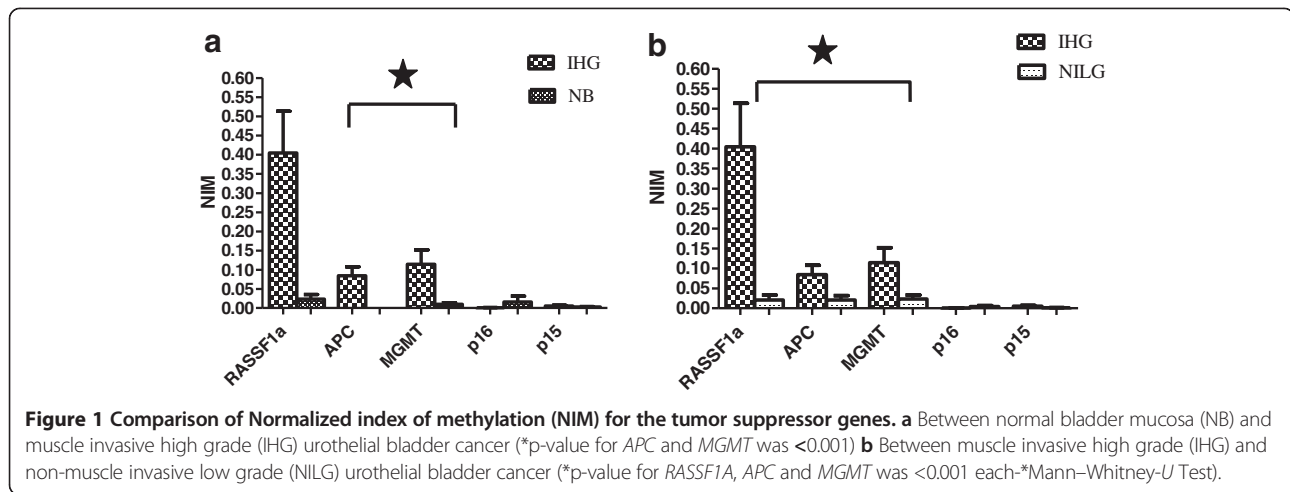 a
IHG
NB
0.60
0.55
0.50
0.45
0.40
0.35
0.30
0.25
0.20
0.15
0.10
0.05
0.00
NIM
RASSF1a
APC
MGMT
p16
p15
b
IHG
NILG
0.60
0.55
0.50
0.45
0.40
0.35
0.30
0.25
0.20
0.15
0.10
0.05
0.00
NIM
RASSF1a
APC
MGMT
p16
p15
Figure 1 Comparison of Normalized index of methylation (NIM) for the tumor suppressor genes. a Between normal bladder mucosa (NB) and
muscle invasive high grade (IHG) urothelial bladder cancer (*p-value for APC and MGMT was <0.001) b Between muscle invasive high grade (IHG) and
non-muscle invasive low grade (NILG) urothelial bladder cancer (*p-value for RASSF1A, APC and MGMT was <0.001 each-*Mann–Whitney-U Test).